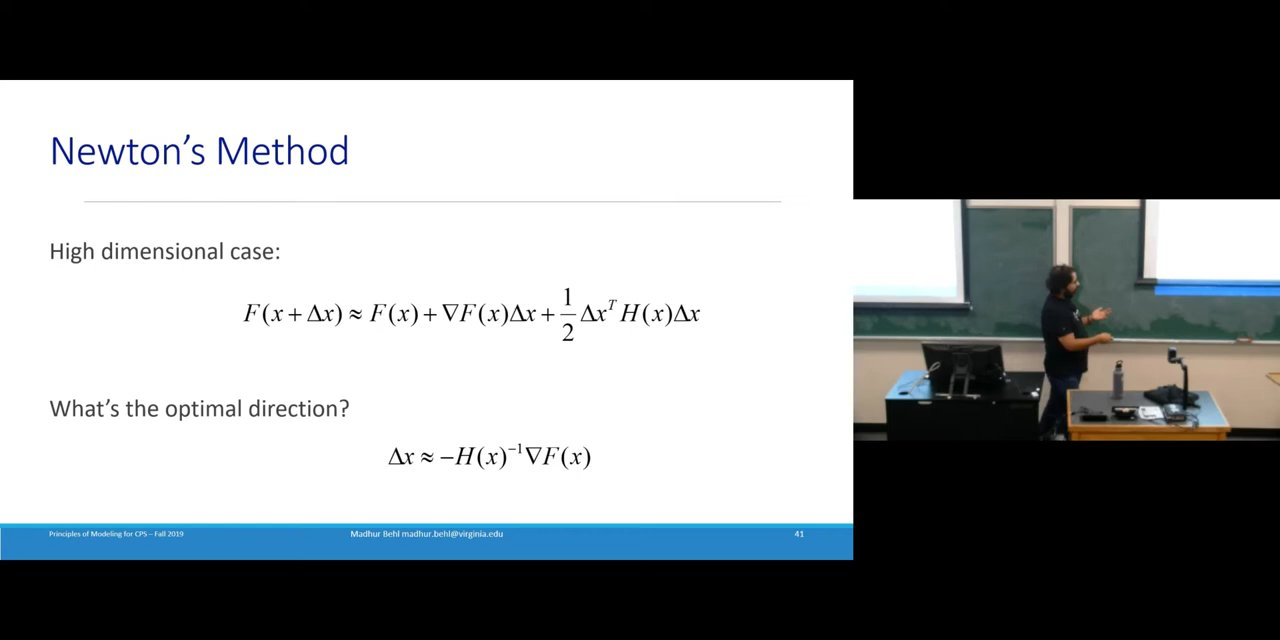 Newton's Method
High dimensional case:
F(x + Δx) ≈ F(x) + ∇F(x)Δx + 1/2 Δx^T H(x)Δx
What's the optimal direction?
Δx ≈ −H(x)^−1 ∇F(x)
Principles of Modeling for CPS – Fall 2019 Madhur Behl madhur.behl@virginia.edu 41